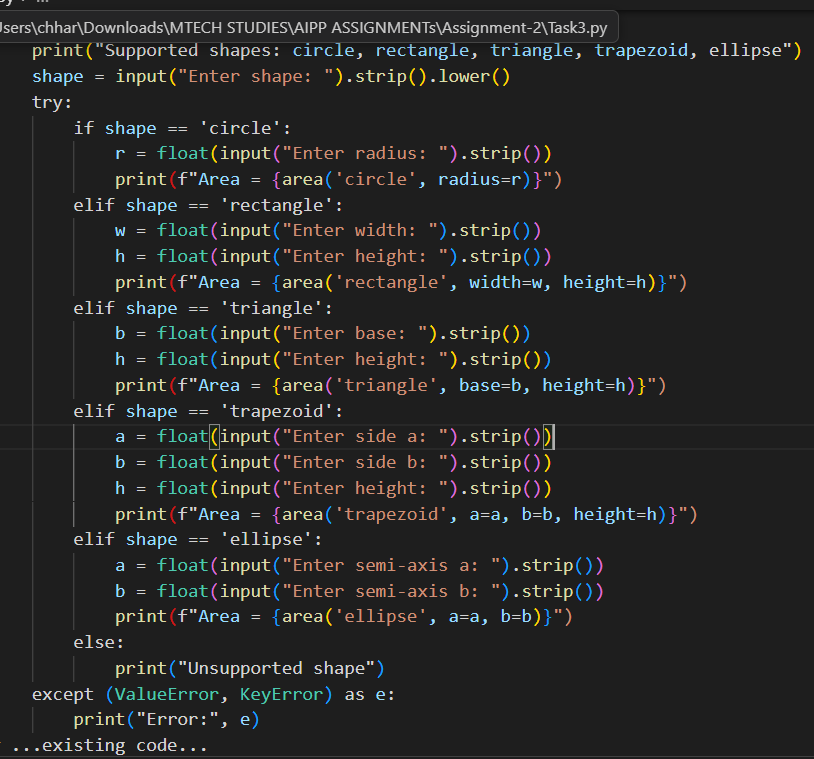 Users\chhar\Downloads\MTECH STUDIES\AIPP ASSIGNMENTs\Assignment-2\Task3.py
print("Supported shapes: circle, rectangle, triangle, trapezoid, ellipse")
shape = input("Enter shape: ").strip().lower()
try:
if shape == 'circle':
r = float(input("Enter radius: ").strip())
print(f"Area = {area('circle', radius=r)}")
elif shape == 'rectangle':
w = float(input("Enter width: ").strip())
h = float(input("Enter height: ").strip())
print(f"Area = {area('rectangle', width=w, height=h)}")
elif shape == 'triangle':
b = float(input("Enter base: ").strip())
h = float(input("Enter height: ").strip())
print(f"Area = {area('triangle', base=b, height=h)}")
elif shape == 'trapezoid':
a = float(input("Enter side a: ").strip())
b = float(input("Enter side b: ").strip())
h = float(input("Enter height: ").strip())
print(f"Area = {area('trapezoid', a=a, b=b, height=h)}")
elif shape == 'ellipse':
a = float(input("Enter semi-axis a: ").strip())
b = float(input("Enter semi-axis b: ").strip())
print(f"Area = {area('ellipse', a=a, b=b)}")
else:
print("Unsupported shape")
except (ValueError, KeyError) as e:
print("Error:", e)
...existing code...